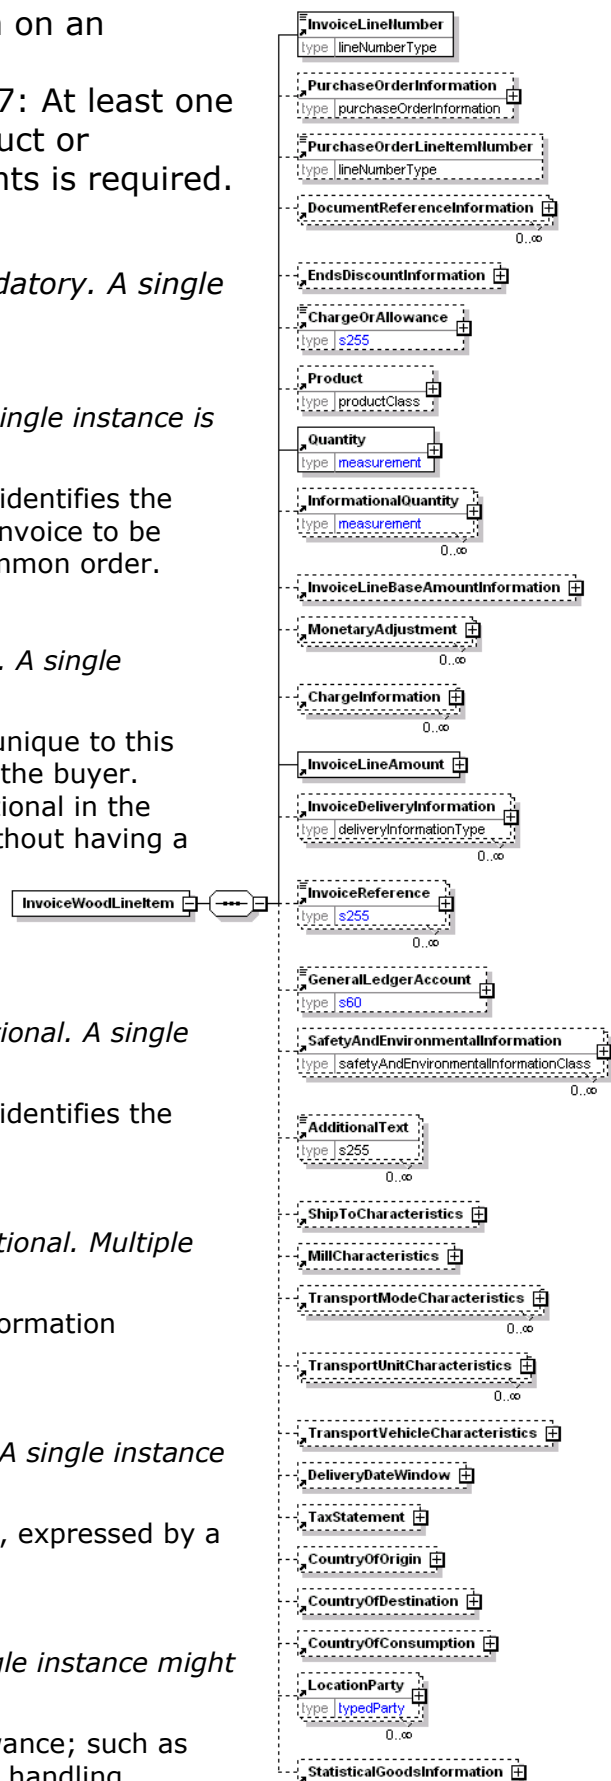 n on an
7: At least one
uct or
nts is required.
datory. A single
ingle instance is
identifies the
nvoice to be
nmon order.
. A single
unique to this
the buyer.
tional in the
thout having a
ional. A single
identifies the
tional. Multiple
ormation
A single instance
, expressed by a
gle instance might
vance; such as
handling
InvoiceWoodLineItem
InvoiceLineNumber
type lineNumberType
PurchaseOrderInformation
type purchaseOrderInformation
PurchaseOrderLineItemNumber
type lineNumberType
DocumentReferenceInformation
0..∞
EndsDiscountInformation
ChargeOrAllowance
type s255
Product
type productClass
Quantity
type measurement
InformationalQuantity
type measurement
0..∞
InvoiceLineBaseAmountInformation
MonetaryAdjustment
0..∞
ChargeInformation
0..∞
InvoiceLineAmount
InvoiceDeliveryInformation
type deliveryInformationType
0..∞
InvoiceReference
type s255
0..∞
GeneralLedgerAccount
type s60
SafetyAndEnvironmentalInformation
type safetyAndEnvironmentalInformationClass
0..∞
AdditionalText
type s255
0..∞
ShipToCharacteristics
MillCharacteristics
TransportModeCharacteristics
0..∞
TransportUnitCharacteristics
0..∞
TransportVehicleCharacteristics
DeliveryDateWindow
TaxStatement
CountryOfOrigin
CountryOfDestination
CountryOfConsumption
LocationParty
type typedParty
0..∞
StatisticalGoodsInformation